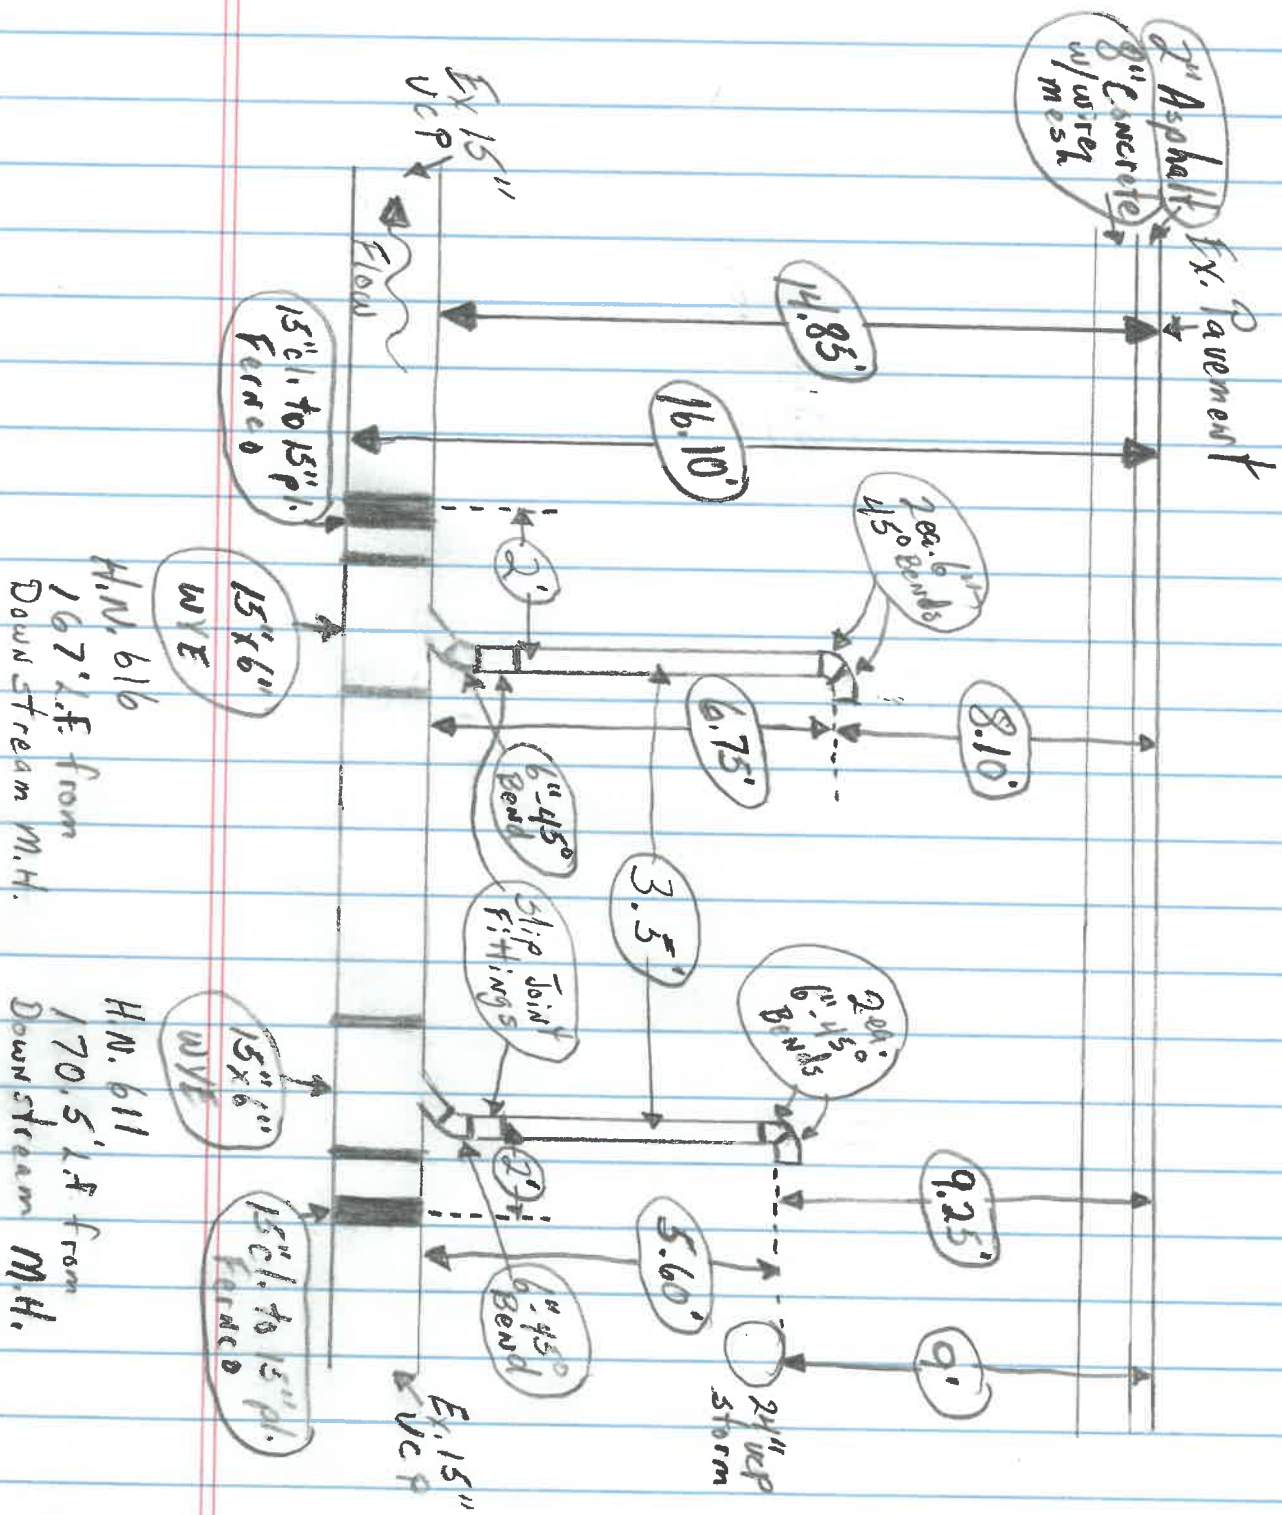 2" Asphalt
8" Concrete
w/wire
mesh
Ex. Pavement
Ex 15"
VCP
Flow
14.85'
16.10'
15" cl. to 15" pl.
Fernco
2'
2 ea. 6"
45° Bends
8.10'
6.75'
15"x6"
WYE
H.N. 616
167' L.F. from
Downstream M.H.
6"-45°
Bend
3.5'
Slip Joint
Fittings
2 ea.
6"-45°
Bends
15"x6"
WYE
H.N. 611
170.5' L.F. from
Downstream M.H.
2'
9.25'
5.60'
6"-45°
Bend
15" cl. to 15" pl.
Fernco
9'
24" VCP
Storm
Ex. 15"
VCP